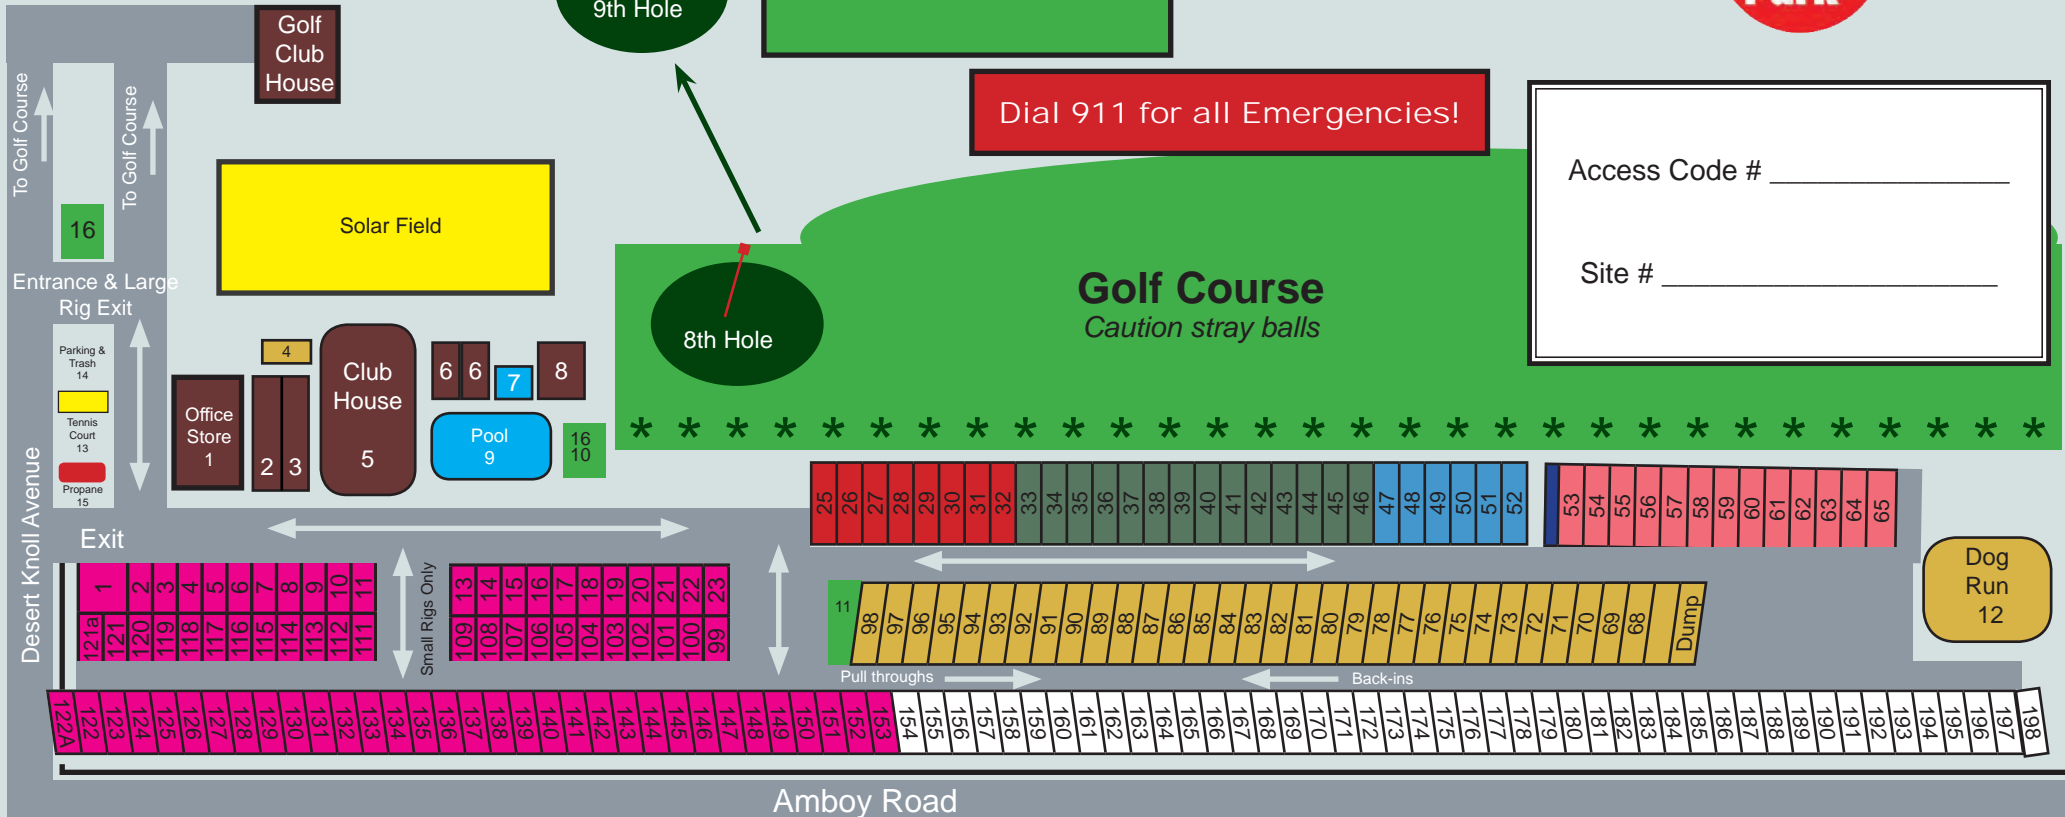 9th Hole
Park
Golf
Club
House
Dial 911 for all Emergencies!
To Golf Course
To Golf Course
Access Code # _______________
Site # _____________________
16
Solar Field
Entrance & Large
Rig Exit
Golf Course
Caution stray balls
8th Hole
Parking &
Trash
14
Tennis
Court
13
Propane
15
4
Office
Store
1
2
3
Club
House
5
6
6
7
8
Pool
9
16
10
* * * * * * * * * * * * * * * * * * * * * * * * * * * * * *
25 26 27 28 29 30 31 32 33 34 35 36 37 38 39 40 41 42 43 44 45 46 47 48 49 50 51 52
53 54 55 56 57 58 59 60 61 62 63 64 65
Desert Knoll Avenue
Exit
Dog
Run
12
1 2 3 4 5 6 7 8 9 10 11
121a 121 120 119 118 117 116 115 114 113 112 111
Small Rigs Only
13 14 15 16 17 18 19 20 21 22 23
109 108 107 106 105 104 103 102 101 100 99
11
98 97 96 95 94 93 92 91 90 89 88 87 86 85 84 83 82 81 80 79 78 77 76 75 74 73 72 71 70 69 68 Dump
Pull throughs
Back-ins
122A 122 123 124 125 126 127 128 129 130 131 132 133 134 135 136 137 138 139 140 141 142 143 144 145 146 147 148 149 150 151 152 153 154 155 156 157 158 159 160 161 162 163 164 165 166 167 168 169 170 171 172 173 174 175 176 177 178 179 180 181 182 183 184 185 186 187 188 189 190 191 192 193 194 195 196 197 198
Amboy Road